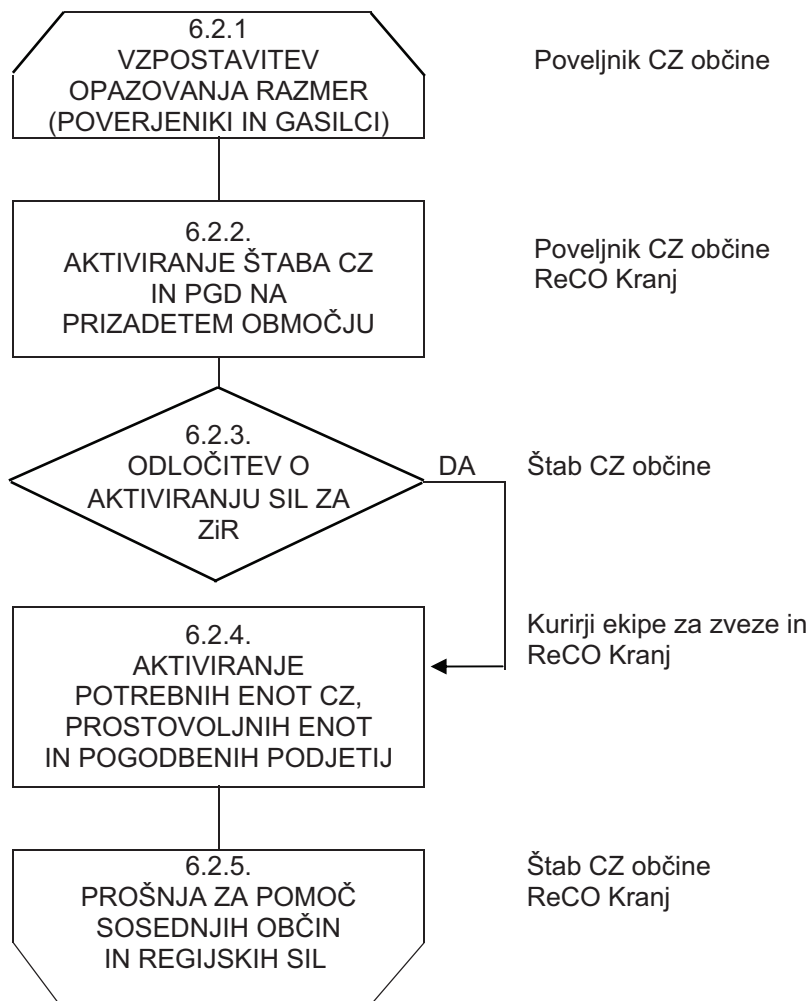 6.2.1
VZPOSTAVITEV
OPAZOVANJA RAZMER
(POVERJENIKI IN GASILCI)
Poveljnik CZ občine
6.2.2.
AKTIVIRANJE ŠTABA CZ
IN PGD NA
PRIZADETEM OBMOČJU
Poveljnik CZ občine
ReCO Kranj
6.2.3.
ODLOČITEV O
AKTIVIRANJU SIL ZA
ZiR
DA
Štab CZ občine
6.2.4.
AKTIVIRANJE
POTREBNIH ENOT CZ,
PROSTOVOLJNIH ENOT
IN POGODBENIH PODJETIJ
Kurirji ekipe za zveze in
ReCO Kranj
6.2.5.
PROŠNJA ZA POMOČ
SOSEDNJIH OBČIN
IN REGIJSKIH SIL
Štab CZ občine
ReCO Kranj